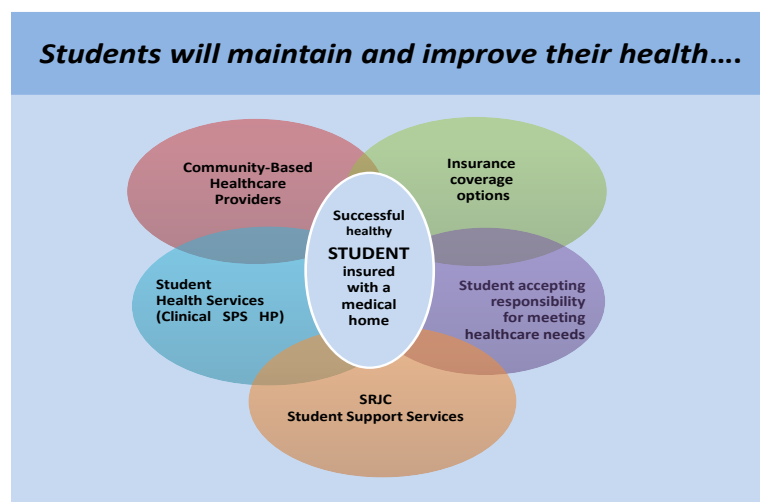 Students will maintain and improve their health….
Community-Based
Healthcare
Providers
Insurance
coverage
options
Successful
healthy
STUDENT
insured
with a
medical
home
Student
Health Services
(Clinical SPS HP)
Student accepting
responsibility
for meeting
healthcare needs
SRJC
Student Support Services